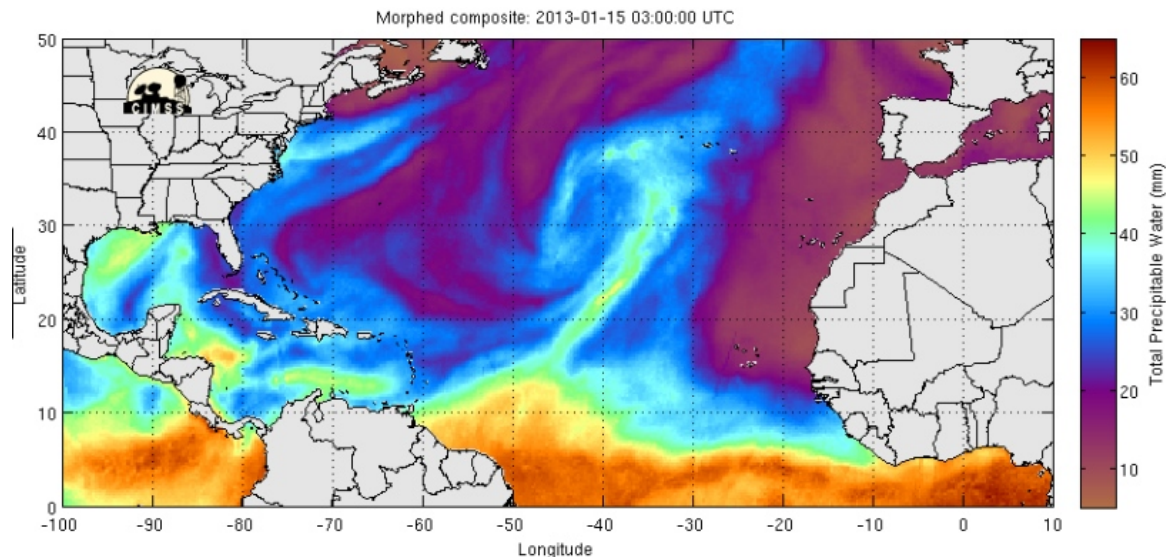 Morphed composite: 2013-01-15 03:00:00 UTC
CIMSS
50
40
30
20
10
0
Latitude
-100 -90 -80 -70 -60 -50 -40 -30 -20 -10 0 10
Longitude
60
50
40
30
20
10
Total Precipitable Water (mm)